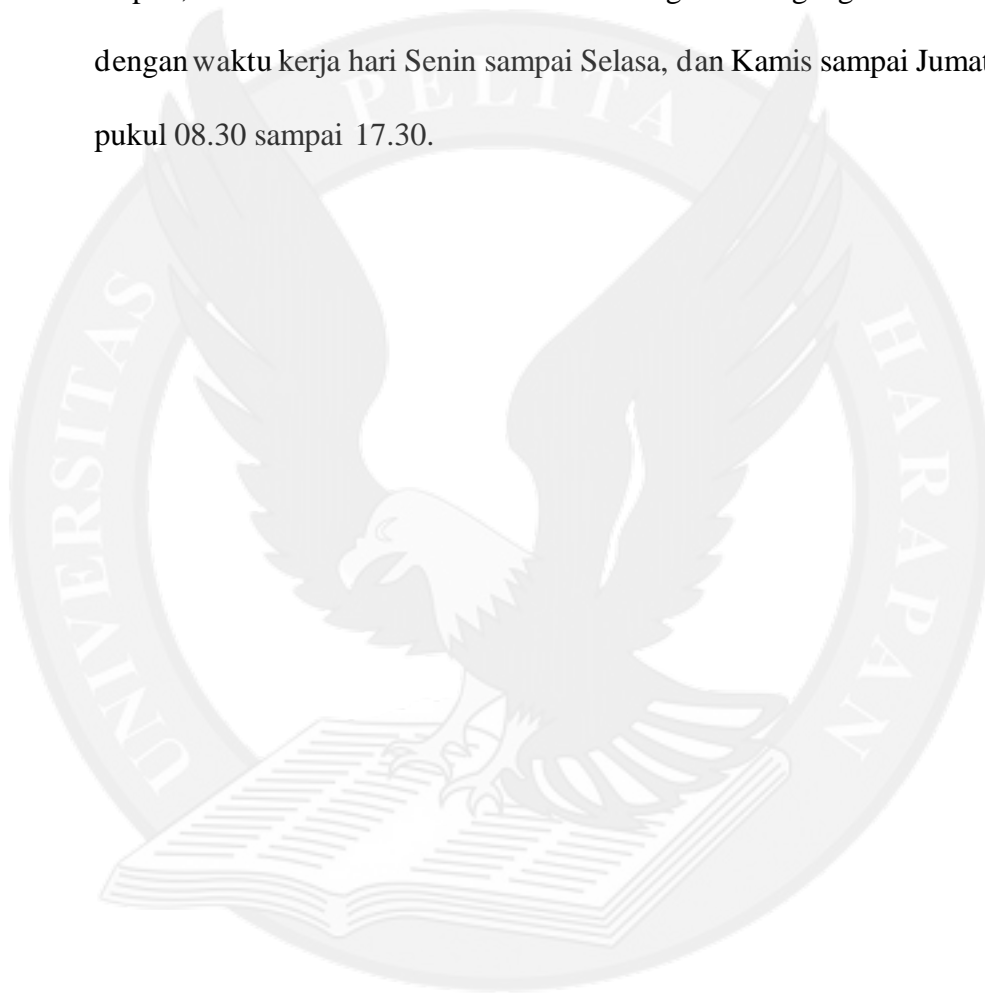 dengan waktu kerja hari Senin sampai Selasa, dan Kamis sampai Jumat
pukul 08.30 sampai 17.30.
PELITA
HARAPAN
UNIVERSITAS